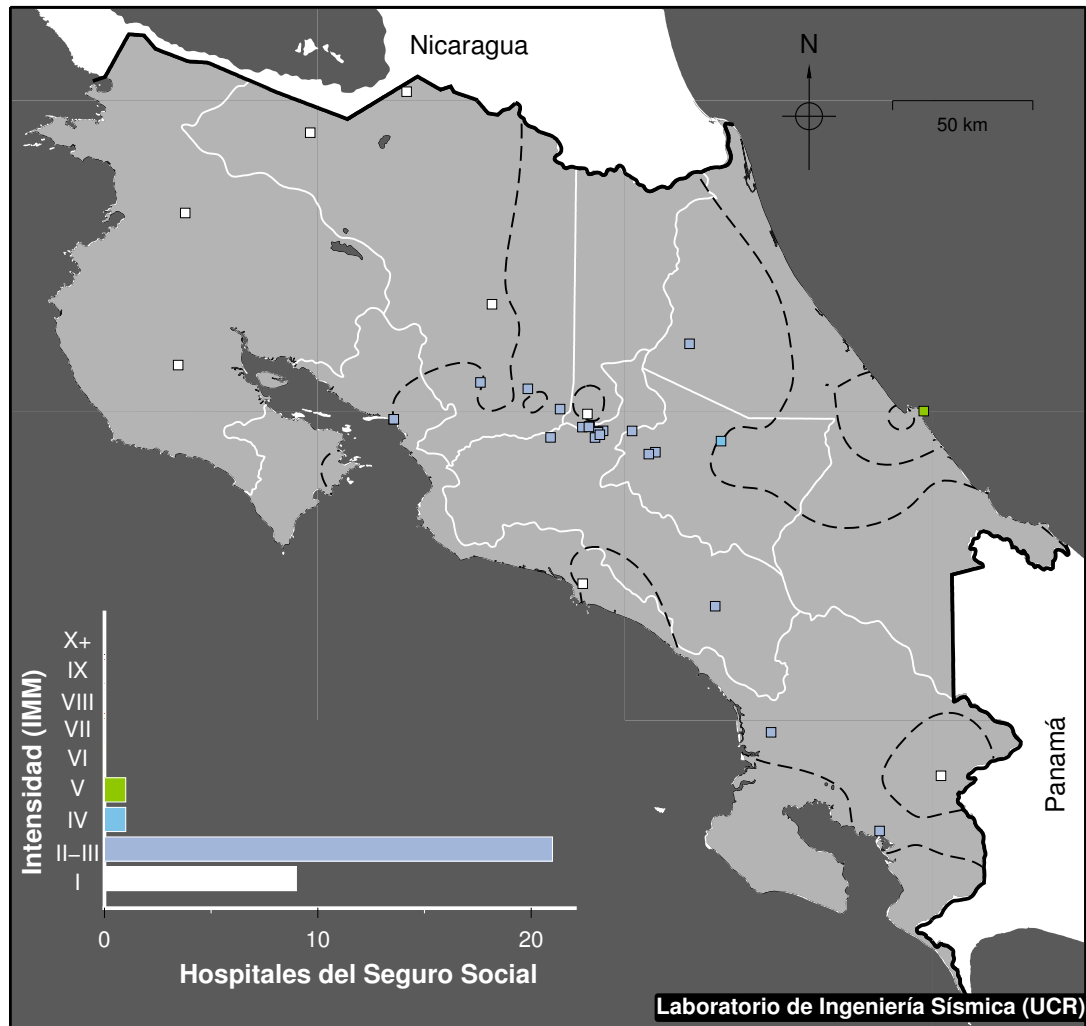 Nicaragua
N
50 km
Panamá
Intensidad (IMM)
X+
IX
VIII
VII
VI
V
IV
II–III
I
0
10
20
Hospitales del Seguro Social
Laboratorio de Ingeniería Sísmica (UCR)